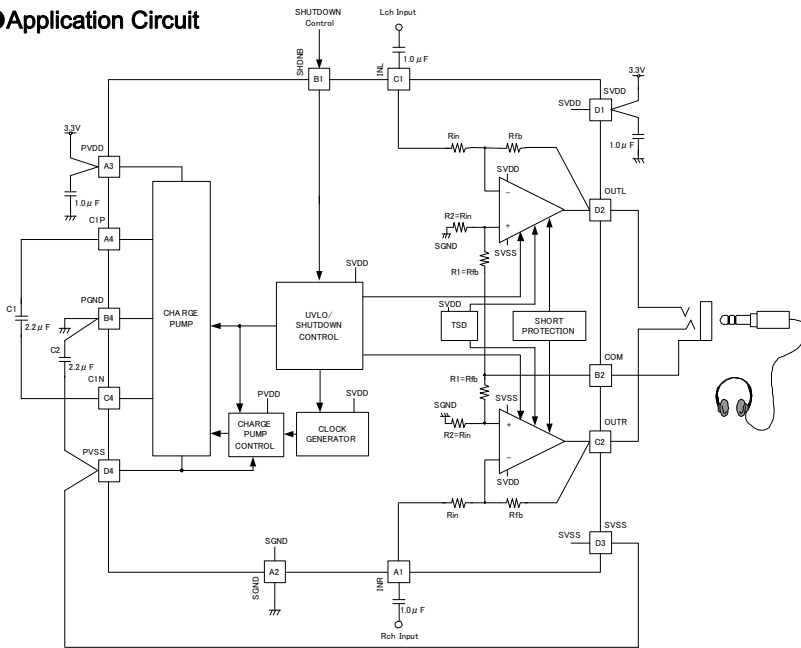 ●Application Circuit
SHUTDOWN
Control
Lch Input
1.0μF
SHDNB
B1
INL
C1
3.3V
SVDD
SVDD
D1
1.0μF
3.3V
PVDD
A3
1.0μF
Rin
Rfb
SVDD
OUTL
D2
−
+
R2=Rin
SGND
SVSS
R1=Rfb
C1P
A4
C1
2.2μF
PGND
B4
C2
2.2μF
C1N
C4
CHARGE
PUMP
SVDD
UVLO/
SHUTDOWN
CONTROL
SVDD
TSD
SHORT
PROTECTION
COM
B2
R1=Rfb
SGND
R2=Rin
SVSS
OUTR
C2
+
−
SVDD
PVDD
SVDD
CHARGE
PUMP
CONTROL
CLOCK
GENERATOR
PVSS
D4
Rin
Rfb
SVSS
SVSS
D3
SGND
SGND
A2
INR
A1
1.0μF
Rch Input